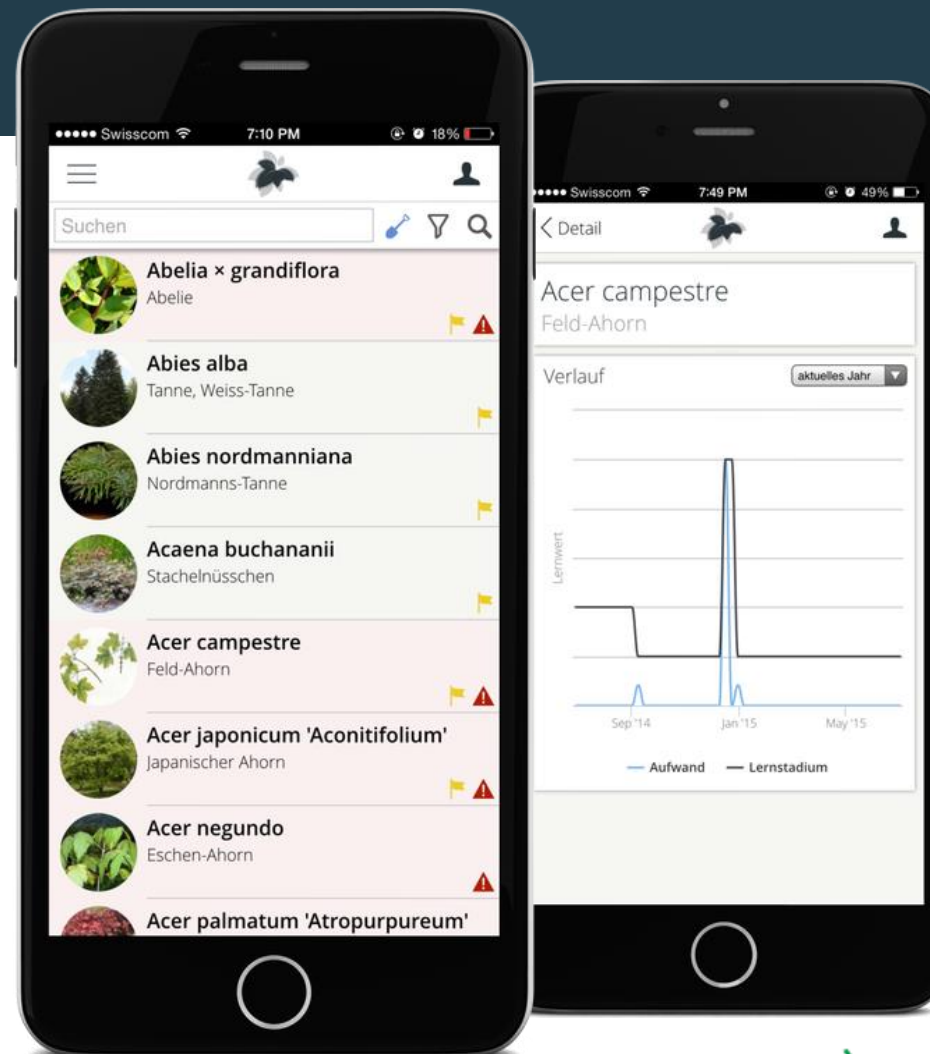 Swisscom
7:10 PM
18%
Suchen
Abelia × grandiflora
Abelie
Abies alba
Tanne, Weiss-Tanne
Abies nordmanniana
Nordmanns-Tanne
Acaena buchananii
Stachelnüsschen
Acer campestre
Feld-Ahorn
Acer japonicum 'Aconitifolium'
Japanischer Ahorn
Acer negundo
Eschen-Ahorn
Acer palmatum 'Atropurpureum'
Swisscom
7:49 PM
49%
Detail
Acer campestre
Feld-Ahorn
Verlauf
aktuelles Jahr
Lernwert
Sep '14
Jan '15
May '15
Aufwand
Lernstadium